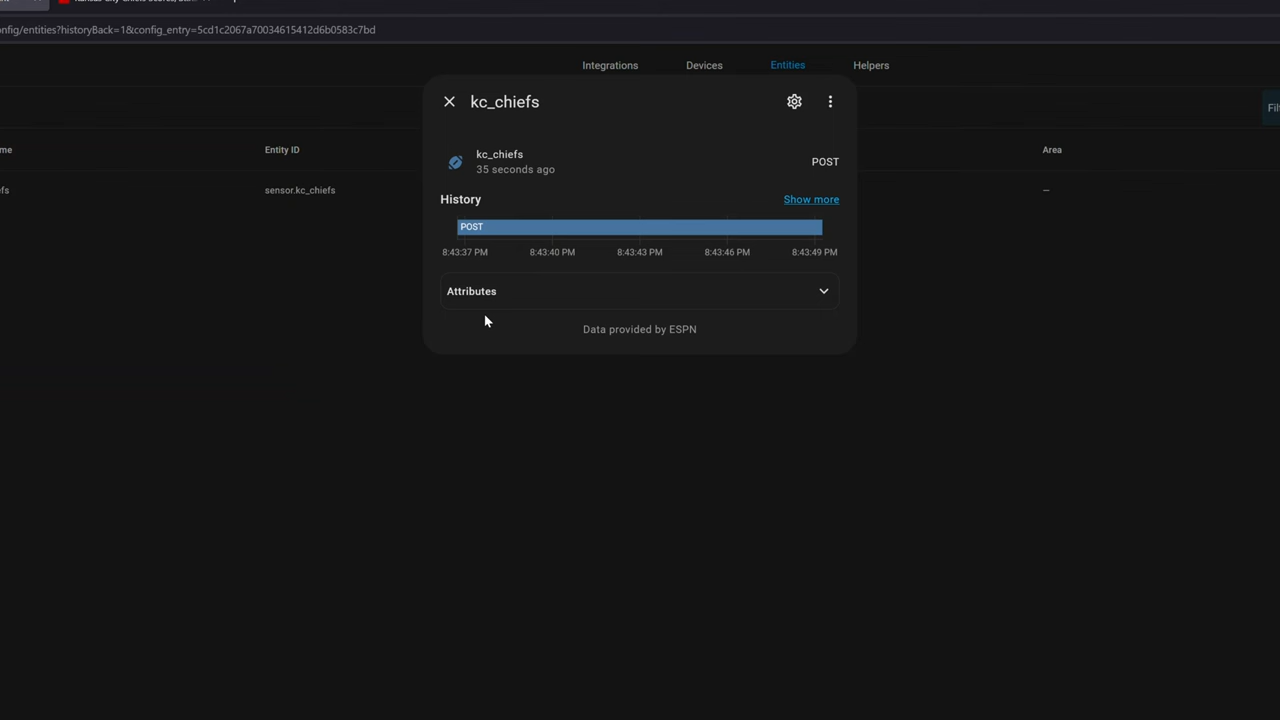 onfig/entities?historyBack=1&config_entry=5cd1c2067a70034615412d6b0583c7bd
Integrations Devices Entities Helpers
kc_chiefs
Entity ID Area
kc_chiefs POST
35 seconds ago
sensor.kc_chiefs —
History Show more
POST
8:43:37 PM 8:43:40 PM 8:43:43 PM 8:43:46 PM 8:43:49 PM
Attributes
Data provided by ESPN